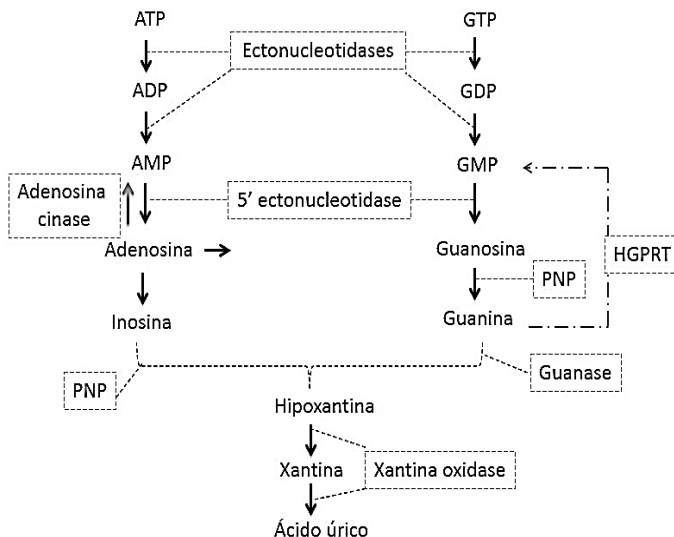 ATP
GTP
Ectonucleotidases
ADP
GDP
AMP
GMP
Adenosina
cinase
5' ectonucleotidase
Adenosina
Guanosina
HGPRT
PNP
Inosina
Guanina
PNP
Guanase
Hipoxantina
Xantina
Xantina oxidase
Ácido úrico